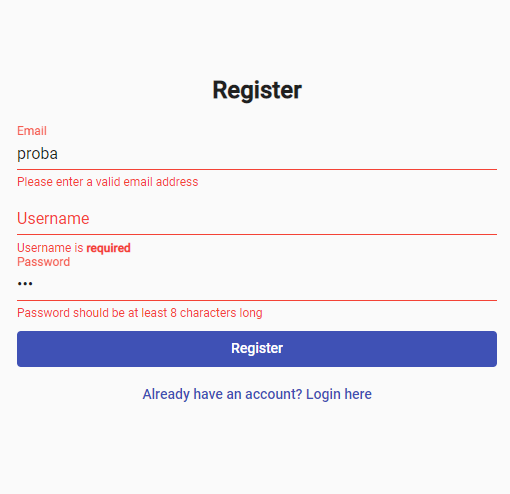 Register
Email
proba
Please enter a valid email address
Username
Username is required
Password
•••
Password should be at least 8 characters long
Register
Already have an account? Login here